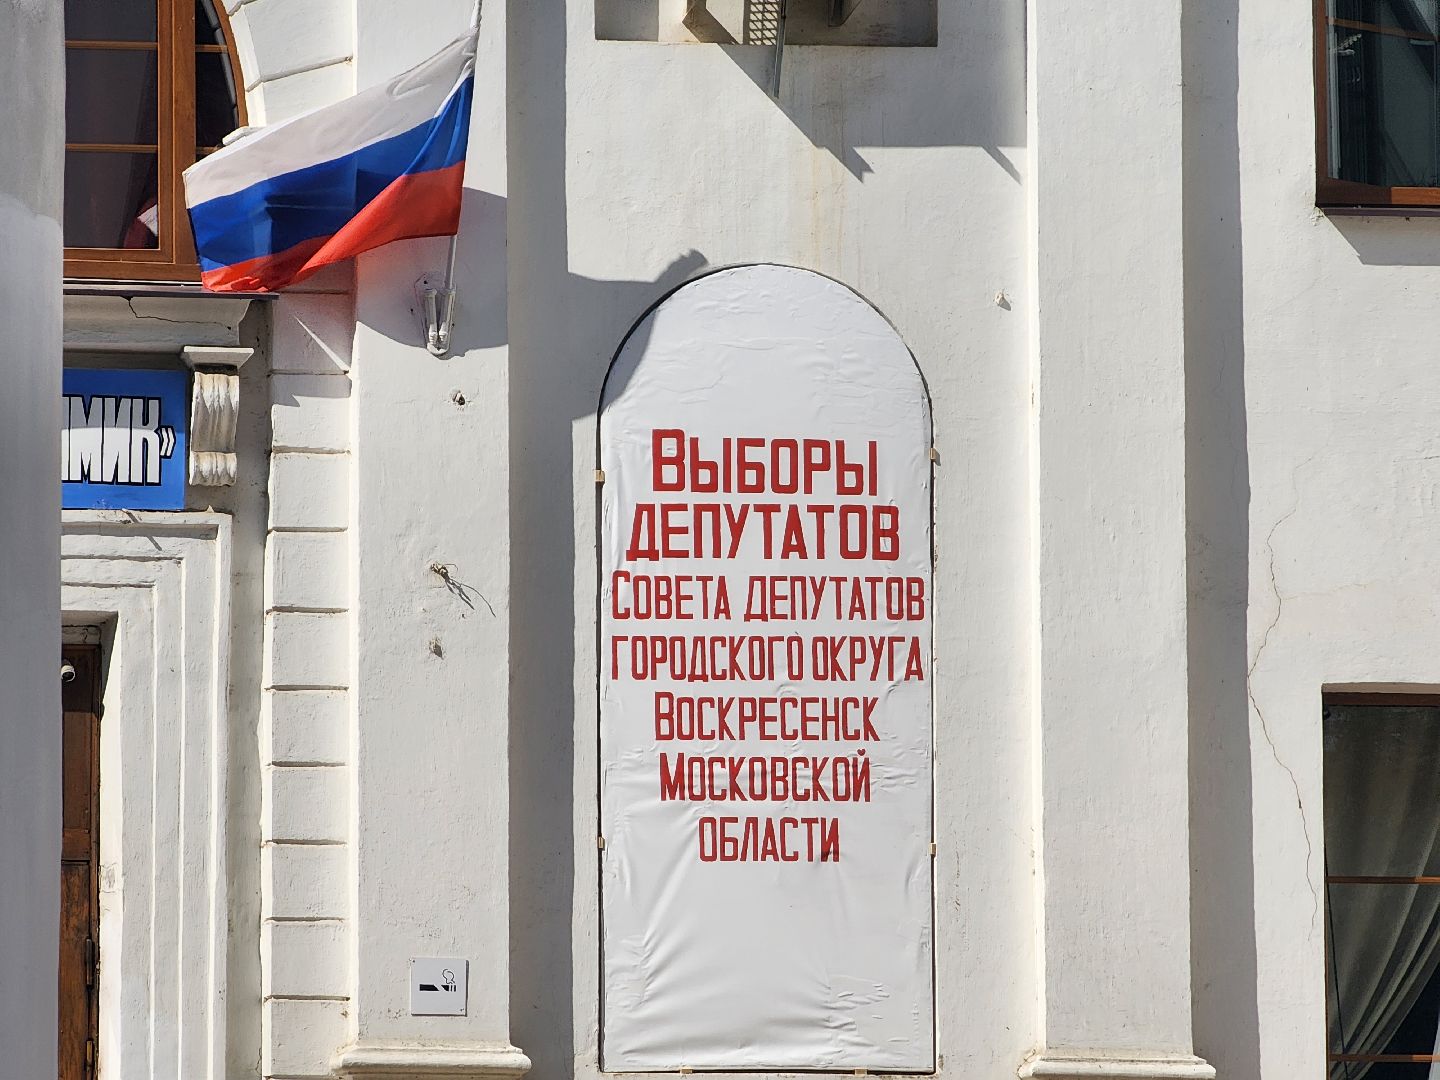 Выборы
депутатов
Совета депутатов
городского округа
Воскресенск
Московской
области